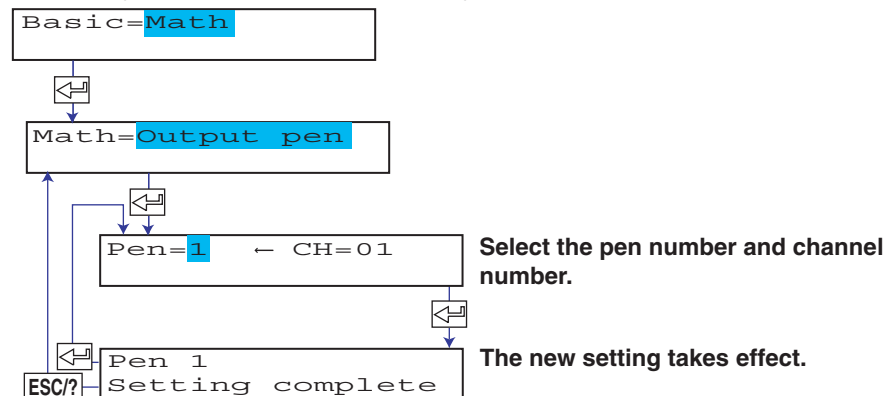 Basic=Math
Math=Output pen
Pen=1 ← CH=01
Select the pen number and channel
number.
Pen 1
Setting complete
The new setting takes effect.
ESC/?